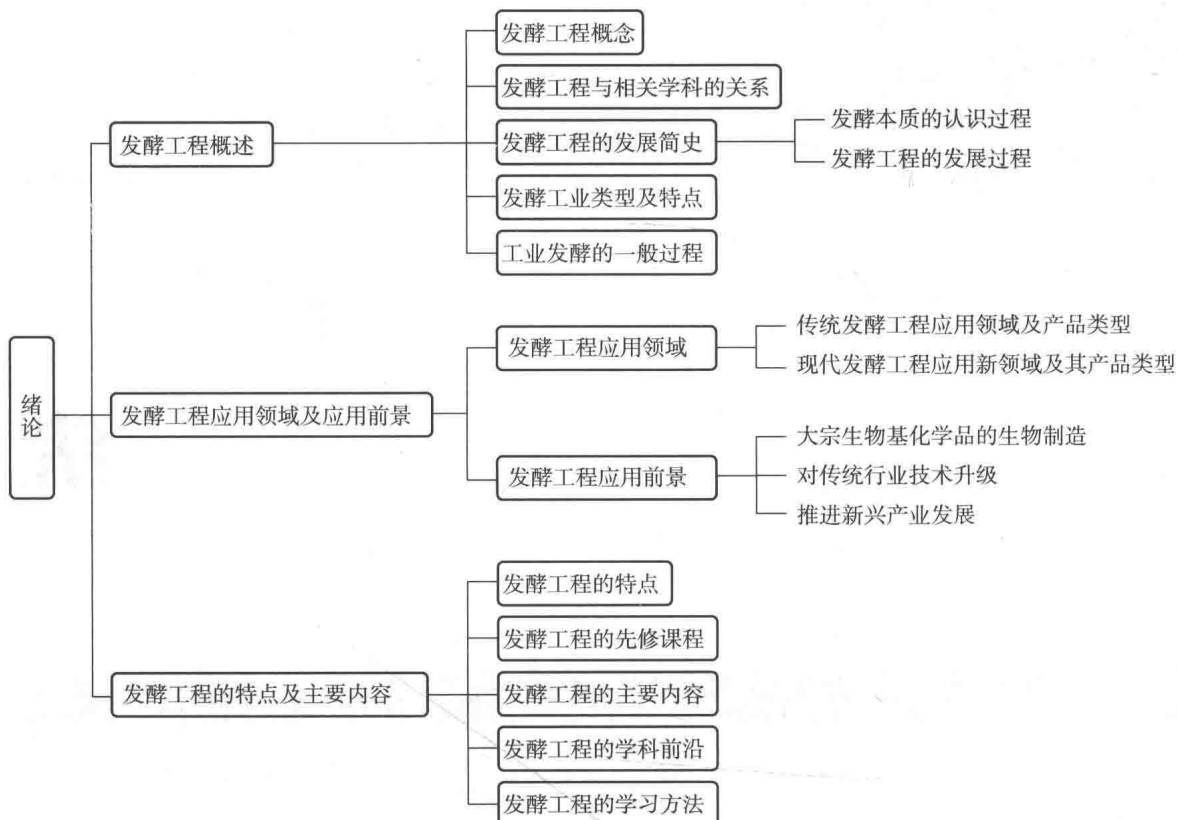 绪论
发酵工程概述
发酵工程概念
发酵工程与相关学科的关系
发酵工程的发展简史
发酵本质的认识过程
发酵工程的发展过程
发酵工业类型及特点
工业发酵的一般过程
发酵工程应用领域及应用前景
发酵工程应用领域
传统发酵工程应用领域及产品类型
现代发酵工程应用新领域及其产品类型
发酵工程应用前景
大宗生物基化学品的生物制造
对传统行业技术升级
推进新兴产业发展
发酵工程的特点及主要内容
发酵工程的特点
发酵工程的先修课程
发酵工程的主要内容
发酵工程的学科前沿
发酵工程的学习方法